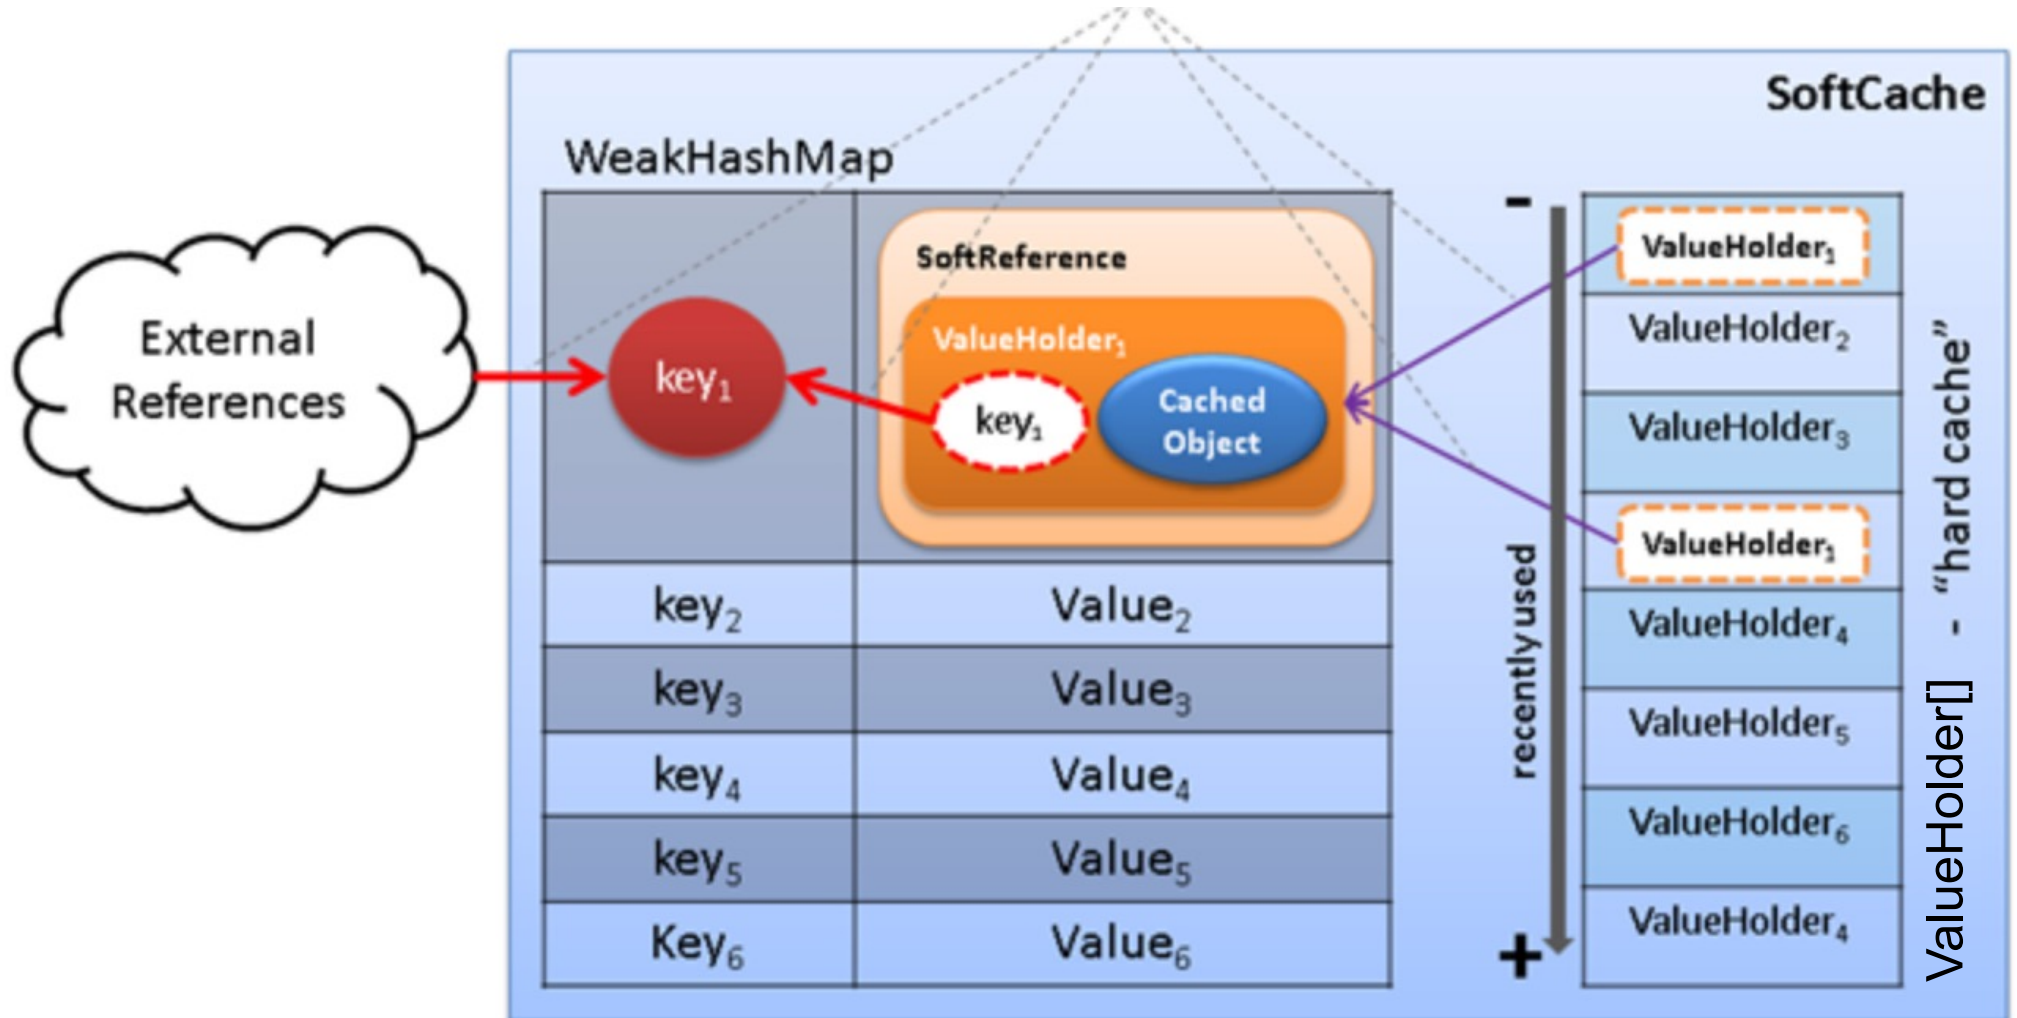 SoftCache
WeakHashMap
External
References
key₁
SoftReference
ValueHolder₁
key₁
Cached
Object
key₂ Value₂
key₃ Value₃
key₄ Value₄
key₅ Value₅
Key₆ Value₆
-
recently used
+
ValueHolder₁
ValueHolder₂
ValueHolder₃
ValueHolder₁
ValueHolder₄
ValueHolder₅
ValueHolder₆
ValueHolder₄
ValueHolder[] - “hard cache”